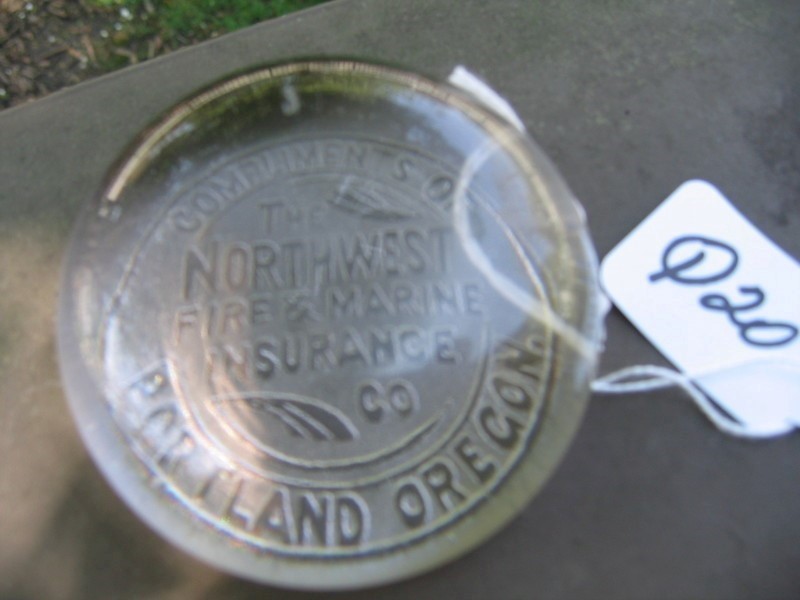 COMPLIMENTS OF
THE
NORTHWEST
FIRE & MARINE
INSURANCE
CO
PORTLAND OREGON.
D20